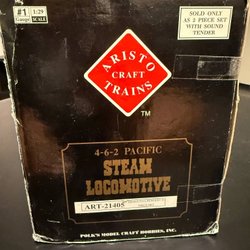 #1
Gauge
1:29
SCALE
SOLD ONLY
AS 2 PIECE SET
WITH SOUND
TENDER
ARISTO
CRAFT
TRAINS
TM
4-6-2 PACIFIC
STEAM
LOCOMOTIVE
ART-21405
POLK'S MODEL CRAFT HOBBIES, INC.